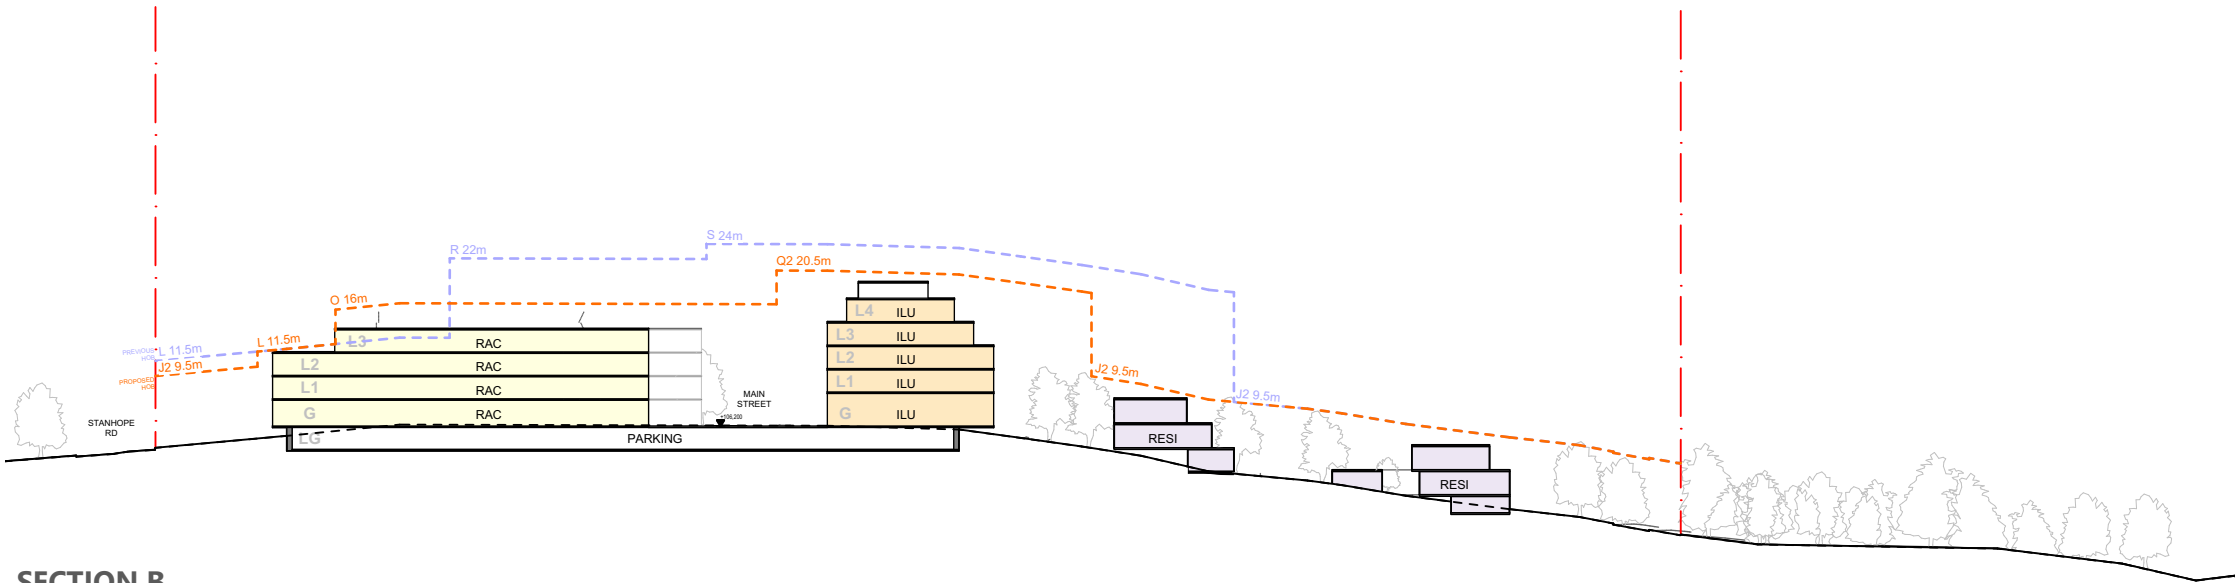 S 24m
R 22m
Q2 20.5m
O 16m
L 11.5m
PREVIOUS HOB
L 11.5m
J2 9.5m
PROPOSED HOB
L3 RAC
L2 RAC
L1 RAC
G RAC
LG PARKING
STANHOPE RD
MAIN STREET
+106,200
L4 ILU
L3 ILU
L2 ILU
L1 ILU
G ILU
J2 9.5m
J2 9.5m
RESI
RESI
SECTION B